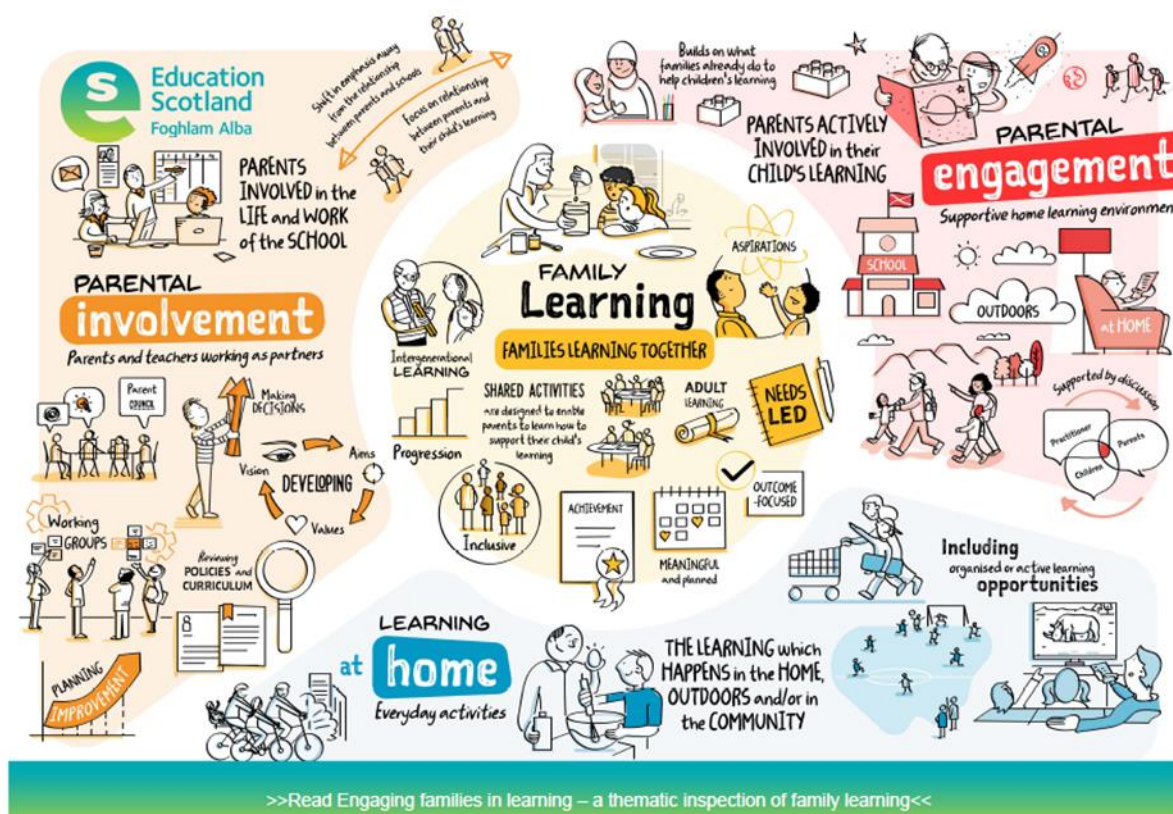 Education
Scotland
Foghlam Alba
Shift in emphasis away
from the relationship
between parents and schools
Focus on relationship
between parents and
their child's learning
PARENTS
INVOLVED in the
LIFE and WORK
of the SCHOOL
PARENTAL
involvement
Parents and teachers working as partners
Parent
COUNCIL
Making
DECISIONS
Vision
Aims
DEVELOPING
Values
Working
GROUPS
Reviewing
POLICIES and
CURRICULUM
PLANNING
IMPROVEMENT
FAMILY
Learning
FAMILIES LEARNING TOGETHER
ASPIRATIONS
Intergenerational
LEARNING
SHARED ACTIVITIES
are designed to enable
parents to learn how to
support their child's
learning
ADULT
LEARNING
NEEDS
LED
Progression
Inclusive
ACHIEVEMENT
MEANINGFUL
and planned
OUTCOME
-FOCUSED
Builds on what
families already do to
help children's learning
PARENTS ACTIVELY
INVOLVED in their
CHILD'S LEARNING
PARENTAL
engagement
Supportive home learning environmen
SCHOOL
OUTDOORS
at HOME
Supported by discussion
Practitioner
Parents
Children
LEARNING
at home
Everyday activities
THE LEARNING which
HAPPENS in the HOME,
OUTDOORS and/or in
the COMMUNITY
Including
organised or active learning
opportunities
>>Read Engaging families in learning – a thematic inspection of family learning<<